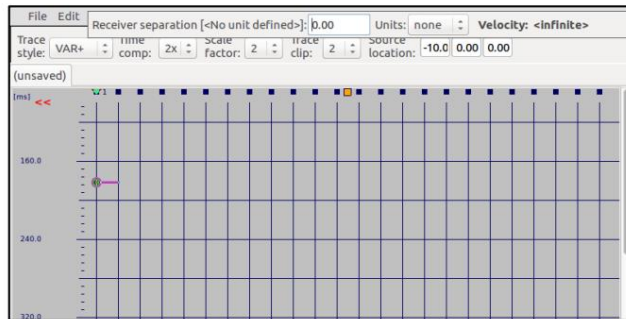 File Edit
Receiver separation [<No unit defined>]: 0.00 Units: none Velocity: <infinite>
Trace style: VAR+ Time comp: 2x Scale factor: 2 Trace clip: 2 Source location: -10.0 0.00 0.00
(unsaved)
[ms] <<
1
160.0
240.0
320.0